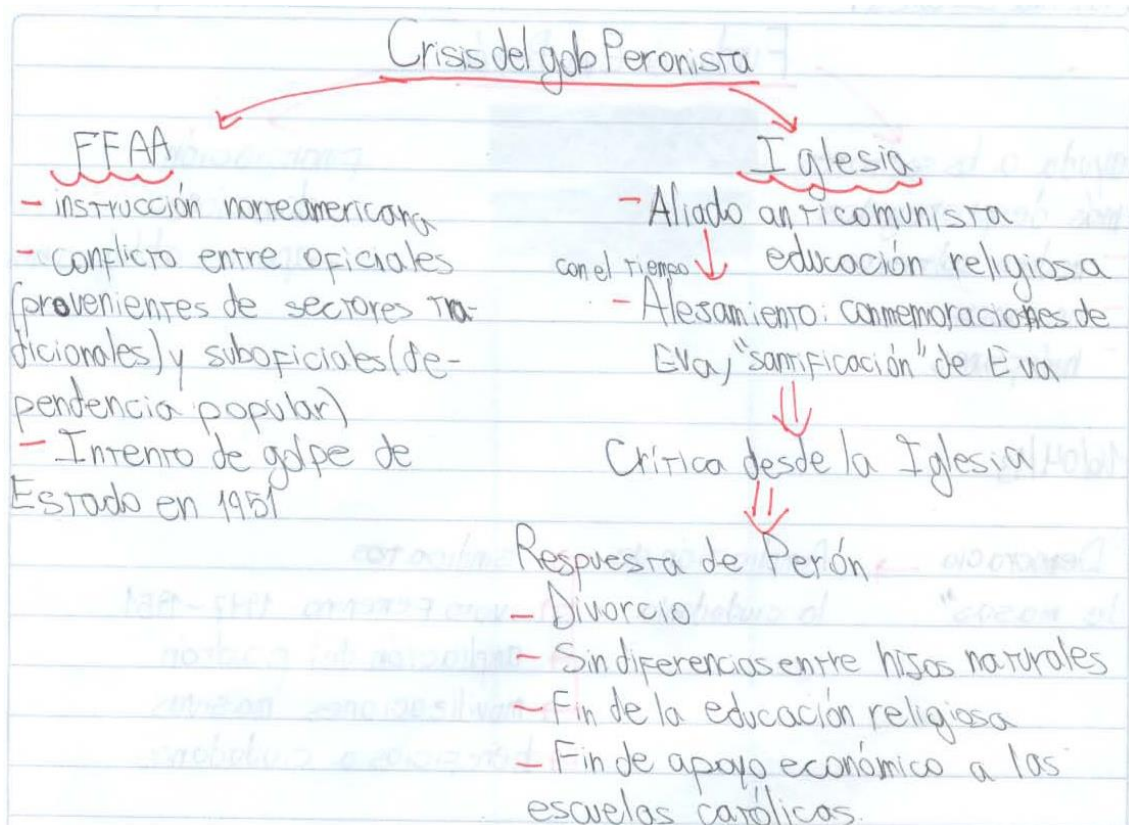 Crisis del gob Peronista
FFAA
- instrucción norteamericana
- conflicto entre oficiales
(provenientes de sectores tra-
dicionales) y suboficiales (de-
pendencia popular)
- Intento de golpe de
Estado en 1951
Iglesia
- Aliado anticomunista
educación religiosa
con el tiempo
- Alejamiento: conmemoraciones de
Eva, "santificación" de Eva
Crítica desde la Iglesia
Respuesta de Perón
- Divorcio
- Sin diferencias entre hijos naturales
- Fin de la educación religiosa
- Fin de apoyo económico a las
escuelas católicas.